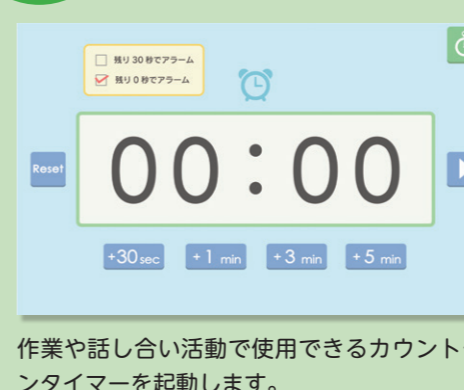 残り30秒でアラーム
残り0秒でアラーム
Reset
00:00
+30 sec
+1 min
+3 min
+5 min
作業や話し合い活動で使用できるカウント
ンタイマーを起動します。